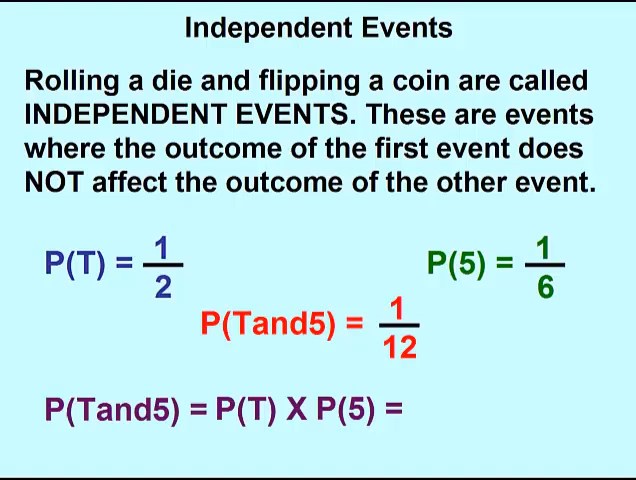 Independent Events
Rolling a die and flipping a coin are called
INDEPENDENT EVENTS. These are events
where the outcome of the first event does
NOT affect the outcome of the other event.
P(T) = 1/2
P(5) = 1/6
P(Tand5) = 1/12
P(Tand5) = P(T) X P(5) =